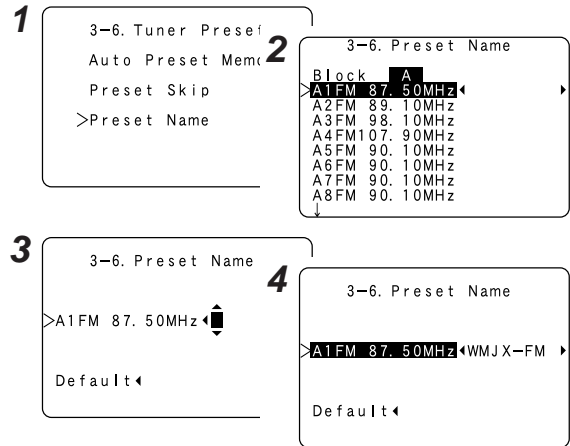 1
3-6. Tuner Preset
Auto Preset Memo
Preset Skip
>Preset Name
2
3-6. Preset Name
Block A
>A1FM 87. 50MHz◀ ▶
A2FM 89. 10MHz
A3FM 98. 10MHz
A4FM107. 90MHz
A5FM 90. 10MHz
A6FM 90. 10MHz
A7FM 90. 10MHz
A8FM 90. 10MHz
↓
3
3-6. Preset Name
>A1FM 87. 50MHz◀
Default◀
4
3-6. Preset Name
>A1FM 87. 50MHz◀WMJX-FM ▶
Default◀